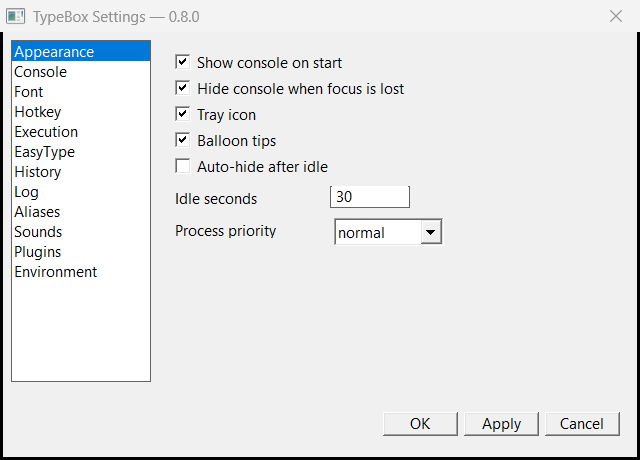 TypeBox Settings — 0.8.0
Appearance
Console
Font
Hotkey
Execution
EasyType
History
Log
Aliases
Sounds
Plugins
Environment
Show console on start
Hide console when focus is lost
Tray icon
Balloon tips
Auto-hide after idle
Idle seconds 30
Process priority normal
OK Apply Cancel